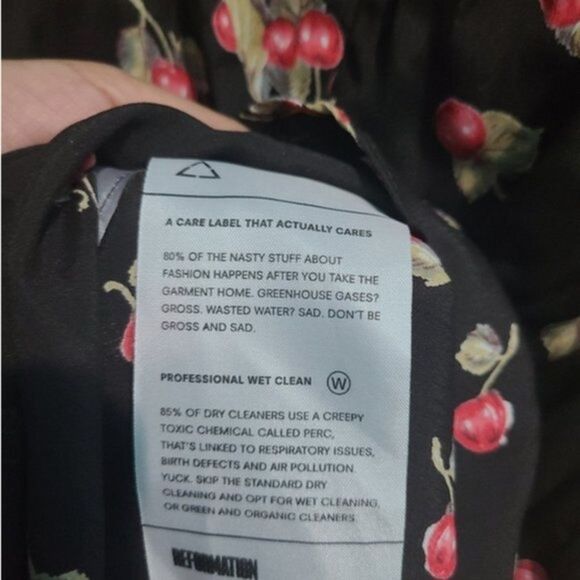 A CARE LABEL THAT ACTUALLY CARES
80% OF THE NASTY STUFF ABOUT
FASHION HAPPENS AFTER YOU TAKE THE
GARMENT HOME. GREENHOUSE GASES?
GROSS. WASTED WATER? SAD. DON'T BE
GROSS AND SAD.
PROFESSIONAL WET CLEAN W
85% OF DRY CLEANERS USE A CREEPY
TOXIC CHEMICAL CALLED PERC,
THAT'S LINKED TO RESPIRATORY ISSUES,
BIRTH DEFECTS AND AIR POLLUTION.
YUCK. SKIP THE STANDARD DRY
CLEANING AND OPT FOR WET CLEANING,
OR GREEN AND ORGANIC CLEANERS.
REFORMATION